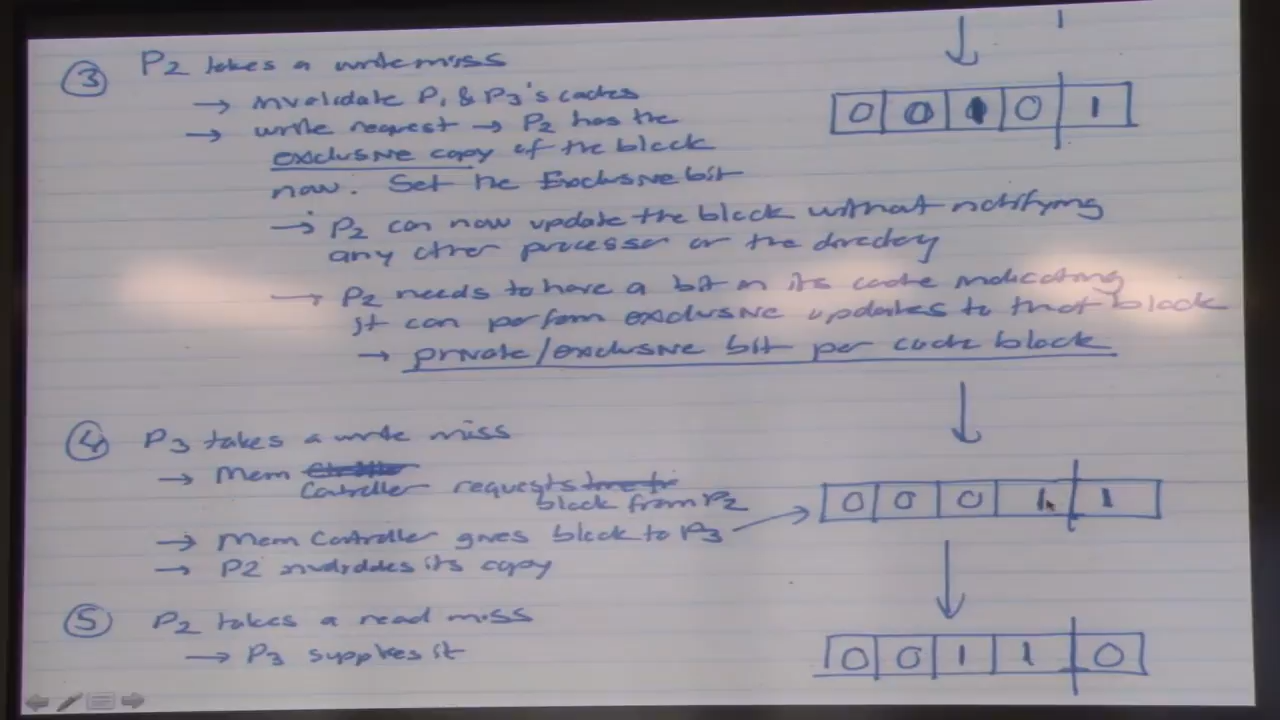 ③ P2 takes a write miss
→ Invalidate P1 & P3's caches
→ write request → P2 has the
exclusive copy of the block
now. Set the Exclusive bit
→ P2 can now update the block without notifying
any other processor or the directory
→ P2 needs to have a bit in its cache indicating
it can perform exclusive updates to that block
→ private/exclusive bit per cache block
0 0 1 0 1
④ P3 takes a write miss
→ Mem Controller requests
block from P2
→ Mem Controller gives block to P3
→ P2 invalidates its copy
0 0 0 1 1
⑤ P2 takes a read miss
→ P3 supplies it
0 0 1 1 0